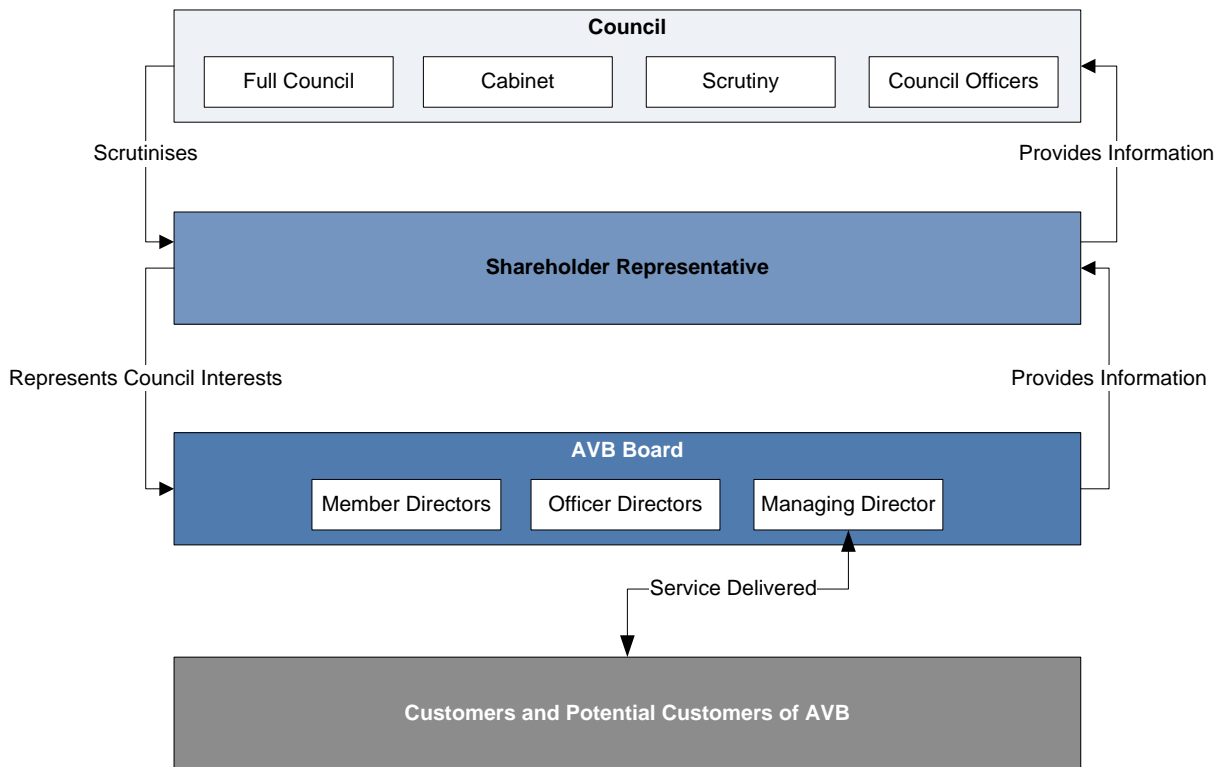 Council
Full Council
Cabinet
Scrutiny
Council Officers
Scrutinises
Provides Information
Shareholder Representative
Represents Council Interests
Provides Information
AVB Board
Member Directors
Officer Directors
Managing Director
Service Delivered
Customers and Potential Customers of AVB